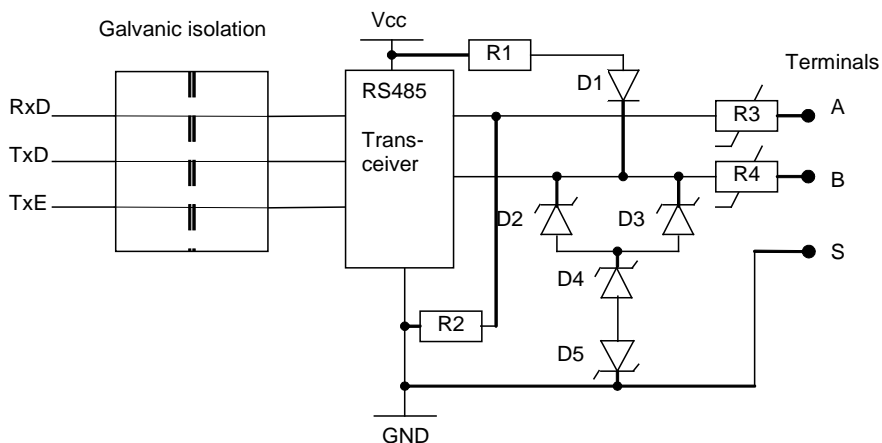 Galvanic isolation
Vcc
R1
D1
Terminals
RxD
RS485
R3
A
TxD
Trans-
ceiver
R4
B
TxE
D2
D3
S
D4
R2
D5
GND